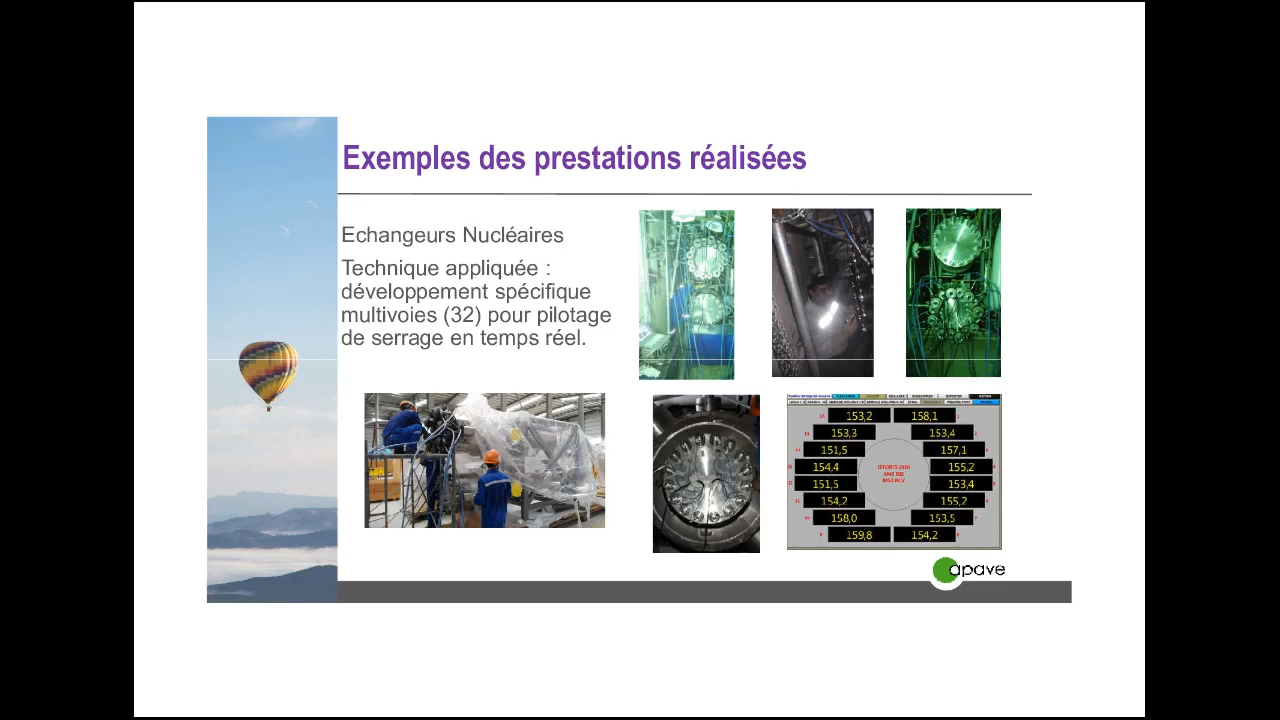 Exemples des prestations réalisées
Echangeurs Nucléaires
Technique appliquée :
développement spécifique
multivoies (32) pour pilotage
de serrage en temps réel.
153,2 158,1
153,3 153,4
151,5 157,1
154,4 155,2
151,5 153,4
154,2 155,2
158,0 153,5
159,8 154,2
EFFORTS (KN)
apave